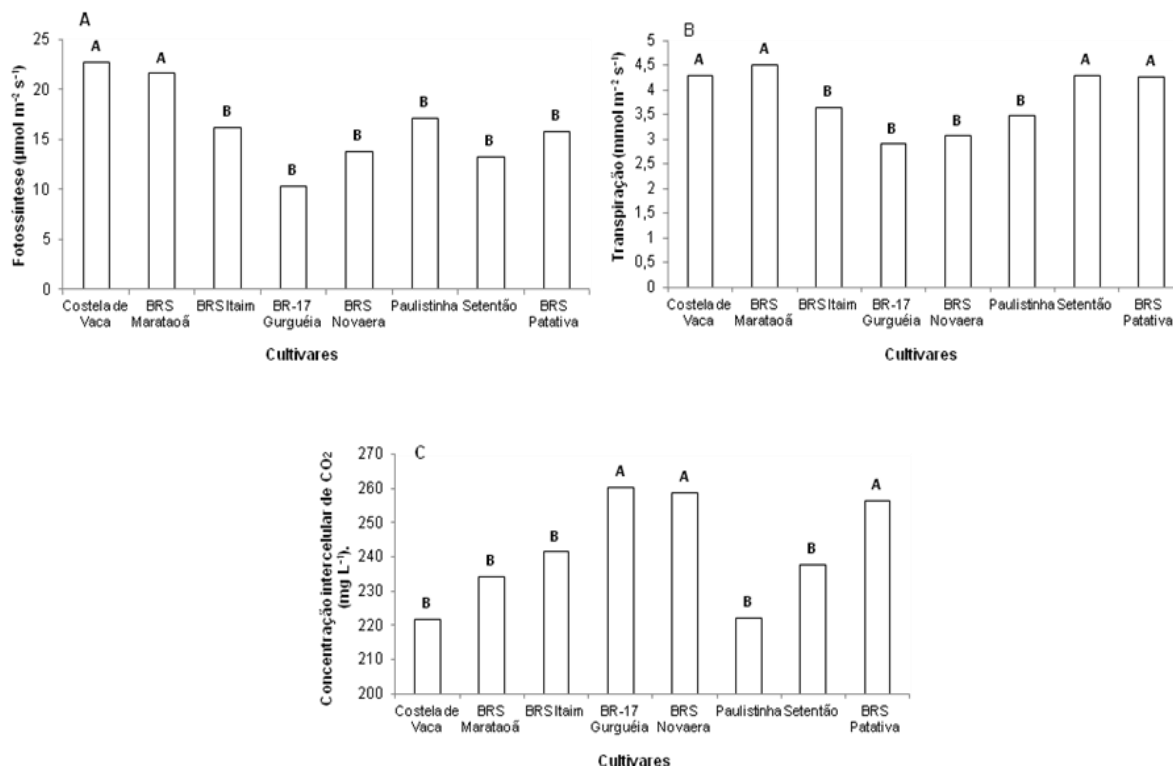 A
Fotossíntese (µmol m⁻² s⁻¹)
25
20
15
10
5
0
A
A
B
B
B
B
B
B
Costela de Vaca
BRS Marataoã
BRS Itaim
BR-17 Gurguéia
BRS Novaera
Paulistinha
Setentão
BRS Patativa
Cultivares
B
Transpiração (mmol m⁻² s⁻¹)
5
4,5
4
3,5
3
2,5
2
1,5
1
0,5
0
A
A
B
B
B
B
A
A
Costela de Vaca
BRS Marataoã
BRS Itaim
BR-17 Gurguéia
BRS Novaera
Paulistinha
Setentão
BRS Patativa
Cultivares
C
Concentração intercelular de CO₂
(mg L⁻¹).
270
260
250
240
230
220
210
200
B
B
B
A
A
B
B
A
Costela de Vaca
BRS Marataoã
BRS Itaim
BR-17 Gurguéia
BRS Novaera
Paulistinha
Setentão
BRS Patativa
Cultivares